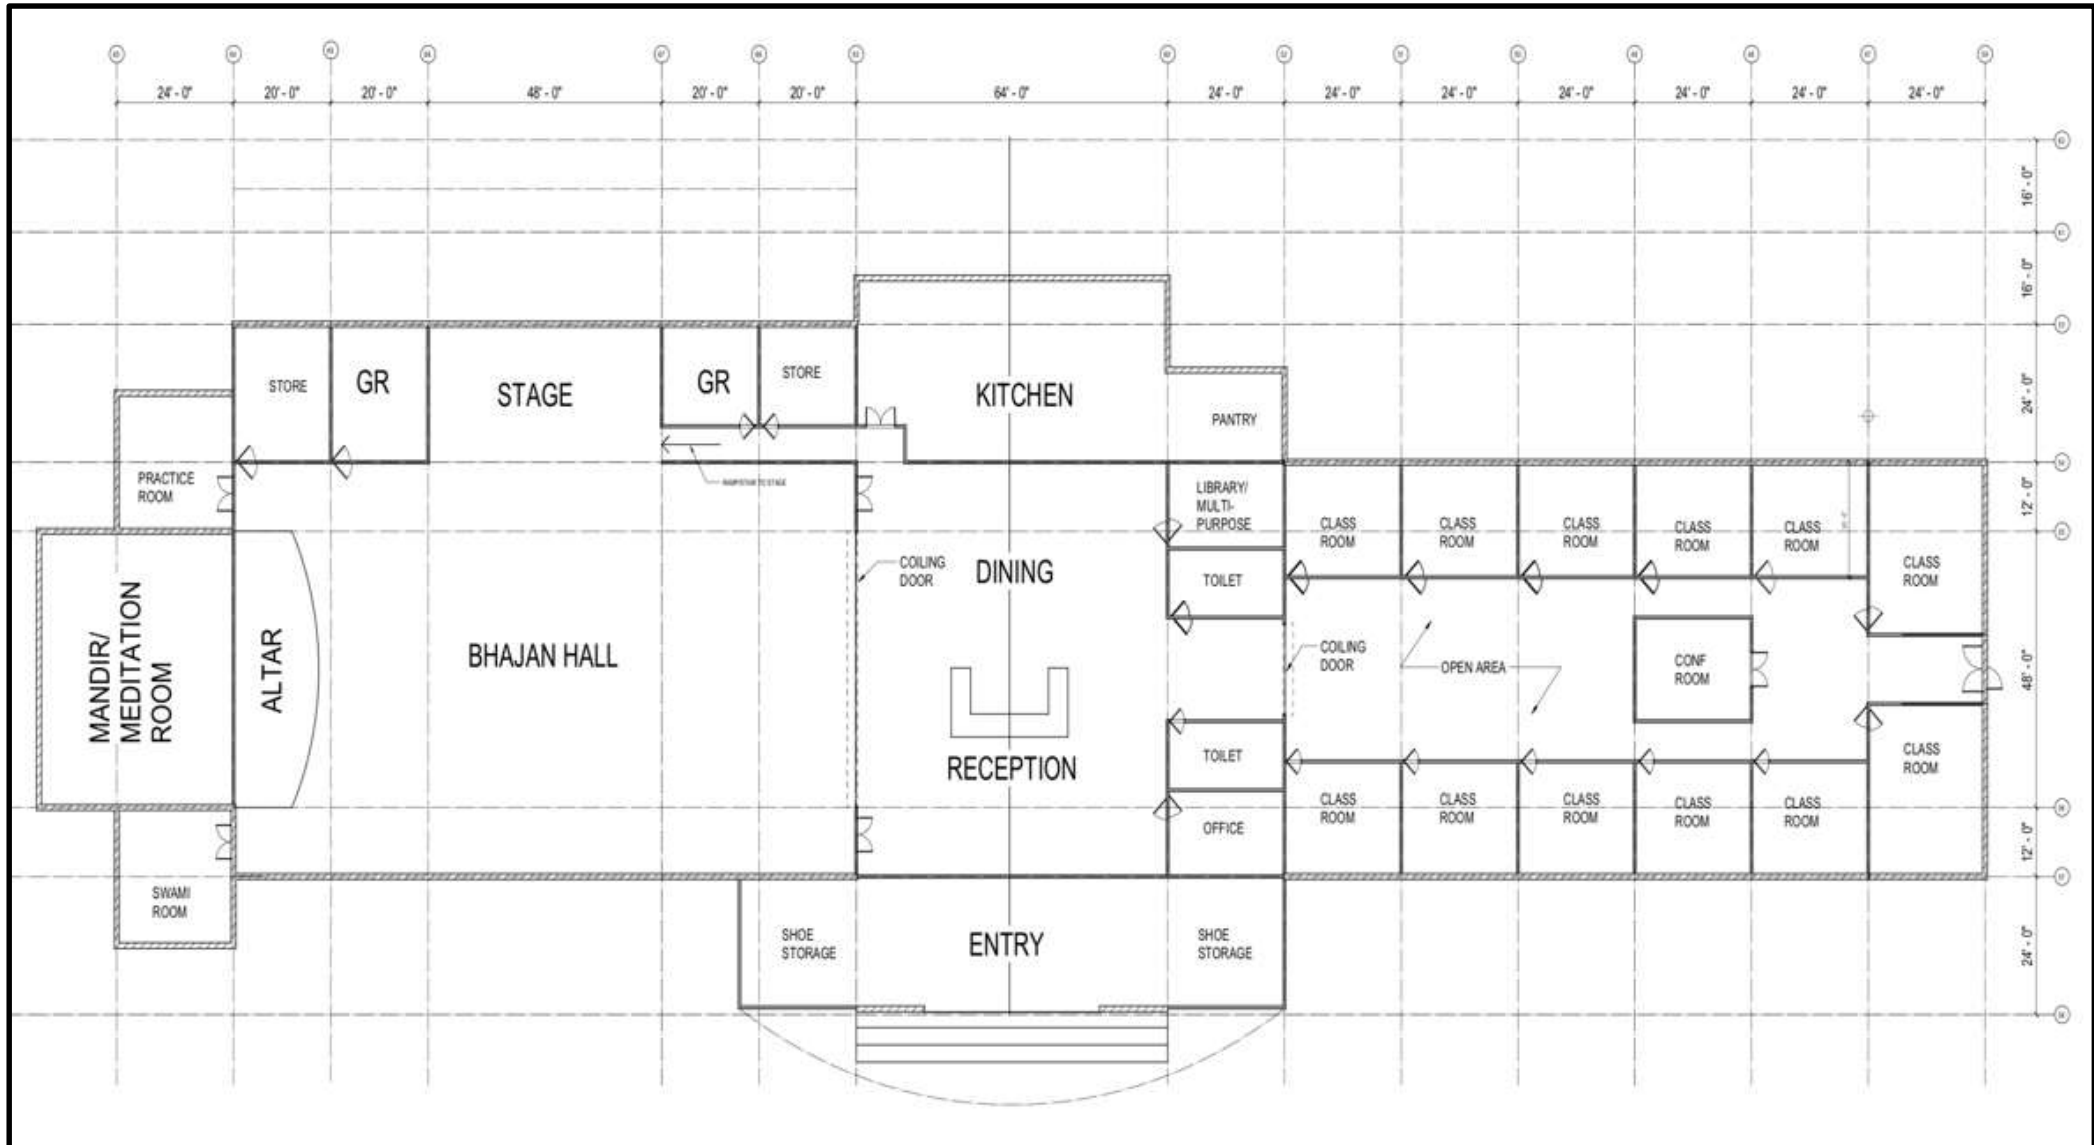 24' - 0"
20' - 0"
20' - 0"
48' - 0"
20' - 0"
20' - 0"
64' - 0"
24' - 0"
24' - 0"
24' - 0"
24' - 0"
24' - 0"
24' - 0"
24' - 0"
16' - 0"
16' - 0"
24' - 0"
12' - 0"
48' - 0"
12' - 0"
24' - 0"
STORE
GR
STAGE
GR
STORE
KITCHEN
PANTRY
PRACTICE
ROOM
LIBRARY/
MULTI-
PURPOSE
CLASS
ROOM
CLASS
ROOM
CLASS
ROOM
CLASS
ROOM
CLASS
ROOM
CLASS
ROOM
COILING
DOOR
DINING
TOILET
MANDIR/
MEDITATION
ROOM
ALTAR
BHAJAN HALL
COILING
DOOR
OPEN AREA
CONF
ROOM
RECEPTION
TOILET
CLASS
ROOM
OFFICE
CLASS
ROOM
CLASS
ROOM
CLASS
ROOM
CLASS
ROOM
CLASS
ROOM
SWAMI
ROOM
SHOE
STORAGE
ENTRY
SHOE
STORAGE